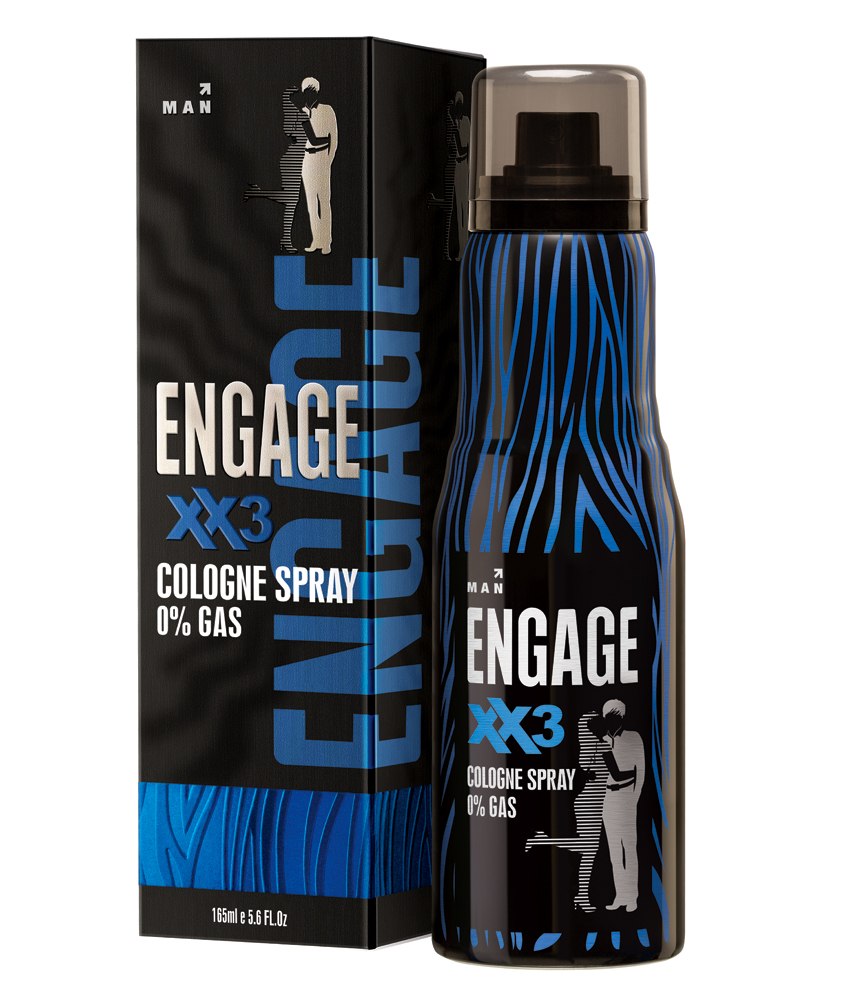 MAN
ENGAGE
XX3
COLOGNE SPRAY
0% GAS
ENGAGE
ENGAGE
165ml e 5.6 FL.Oz
MAN
ENGAGE
XX3
COLOGNE SPRAY
0% GAS